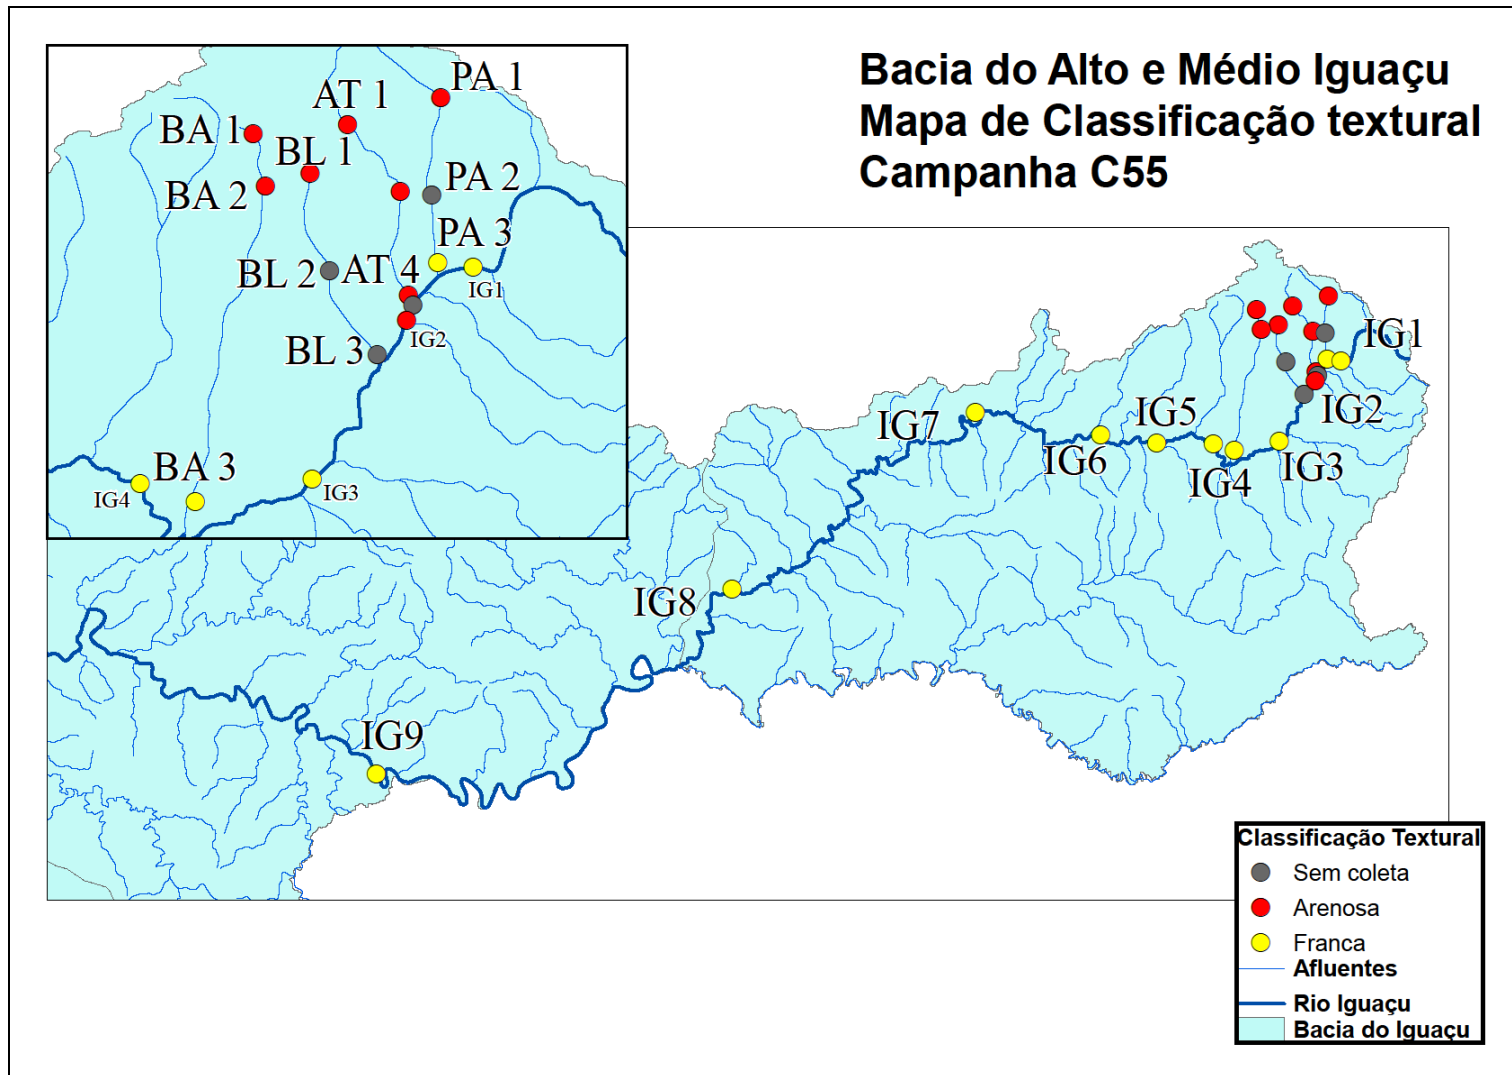 Bacia do Alto e Médio Iguaçu
Mapa de Classificação textural
Campanha C55
PA 1
AT 1
BA 1
BL 1
BA 2
PA 2
PA 3
BL 2
AT 4
IG1
IG2
BL 3
BA 3
IG4
IG3
IG1
IG2
IG3
IG4
IG5
IG6
IG7
IG8
IG9
Classificação Textural
Sem coleta
Arenosa
Franca
Afluentes
Rio Iguaçu
Bacia do Iguaçu